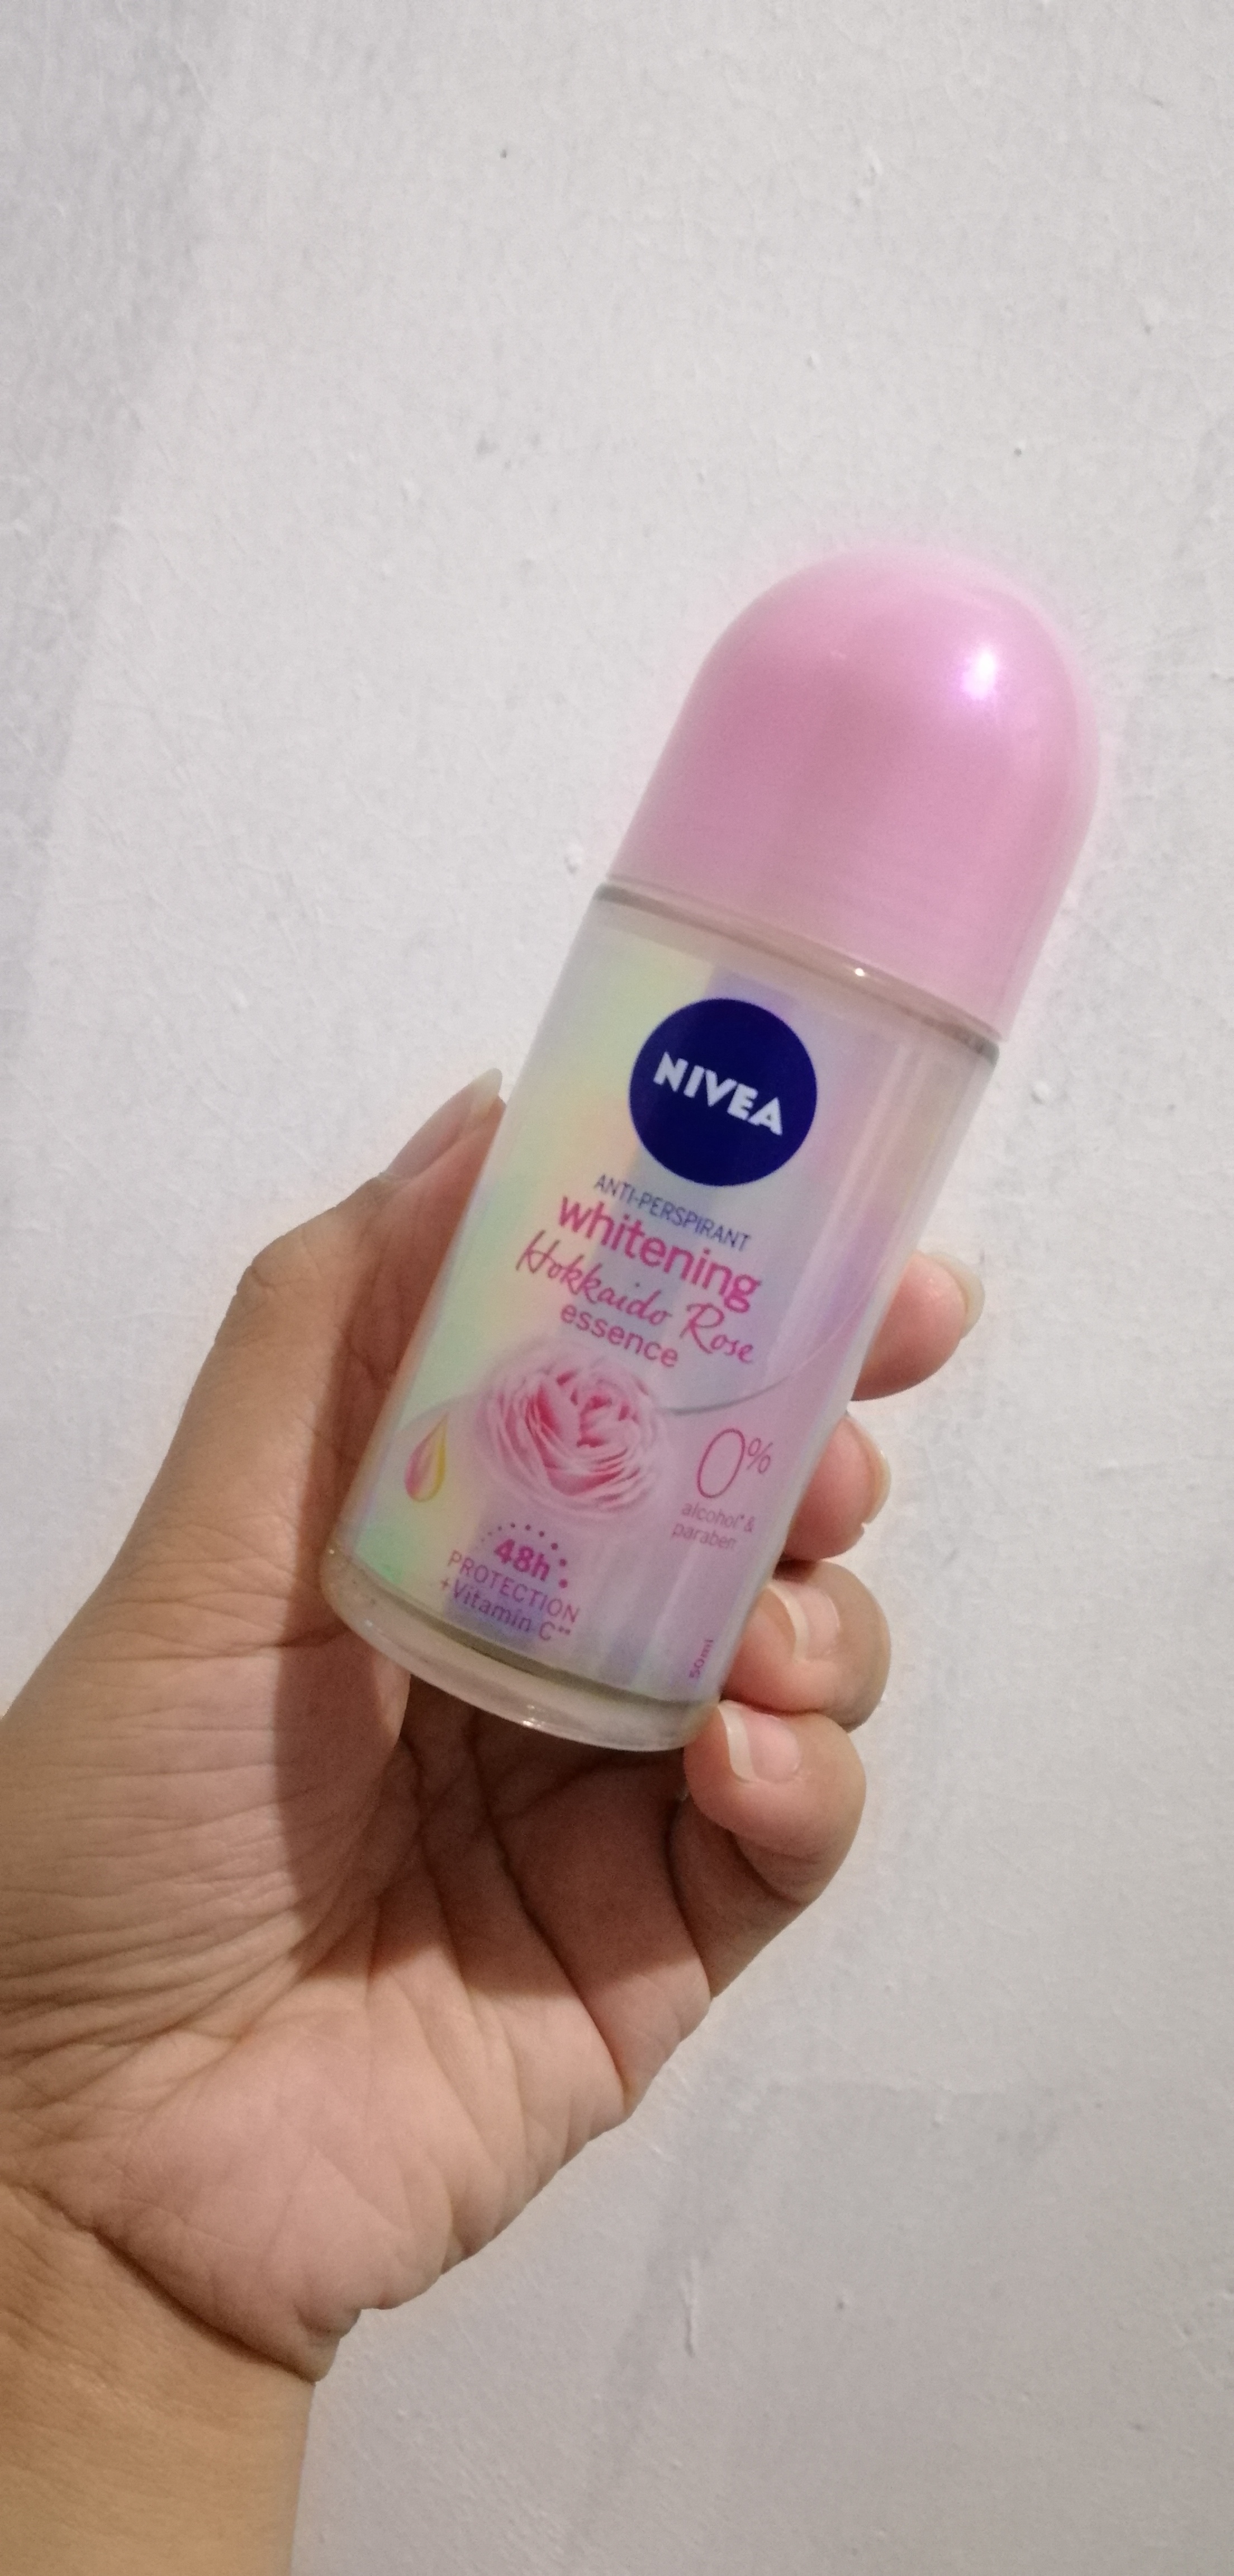 NIVEA
ANTI-PERSPIRANT
whitening
Hokkaido Rose
essence
0%
alcohol* &
paraben
48h
PROTECTION
+Vitamin C**
50ml